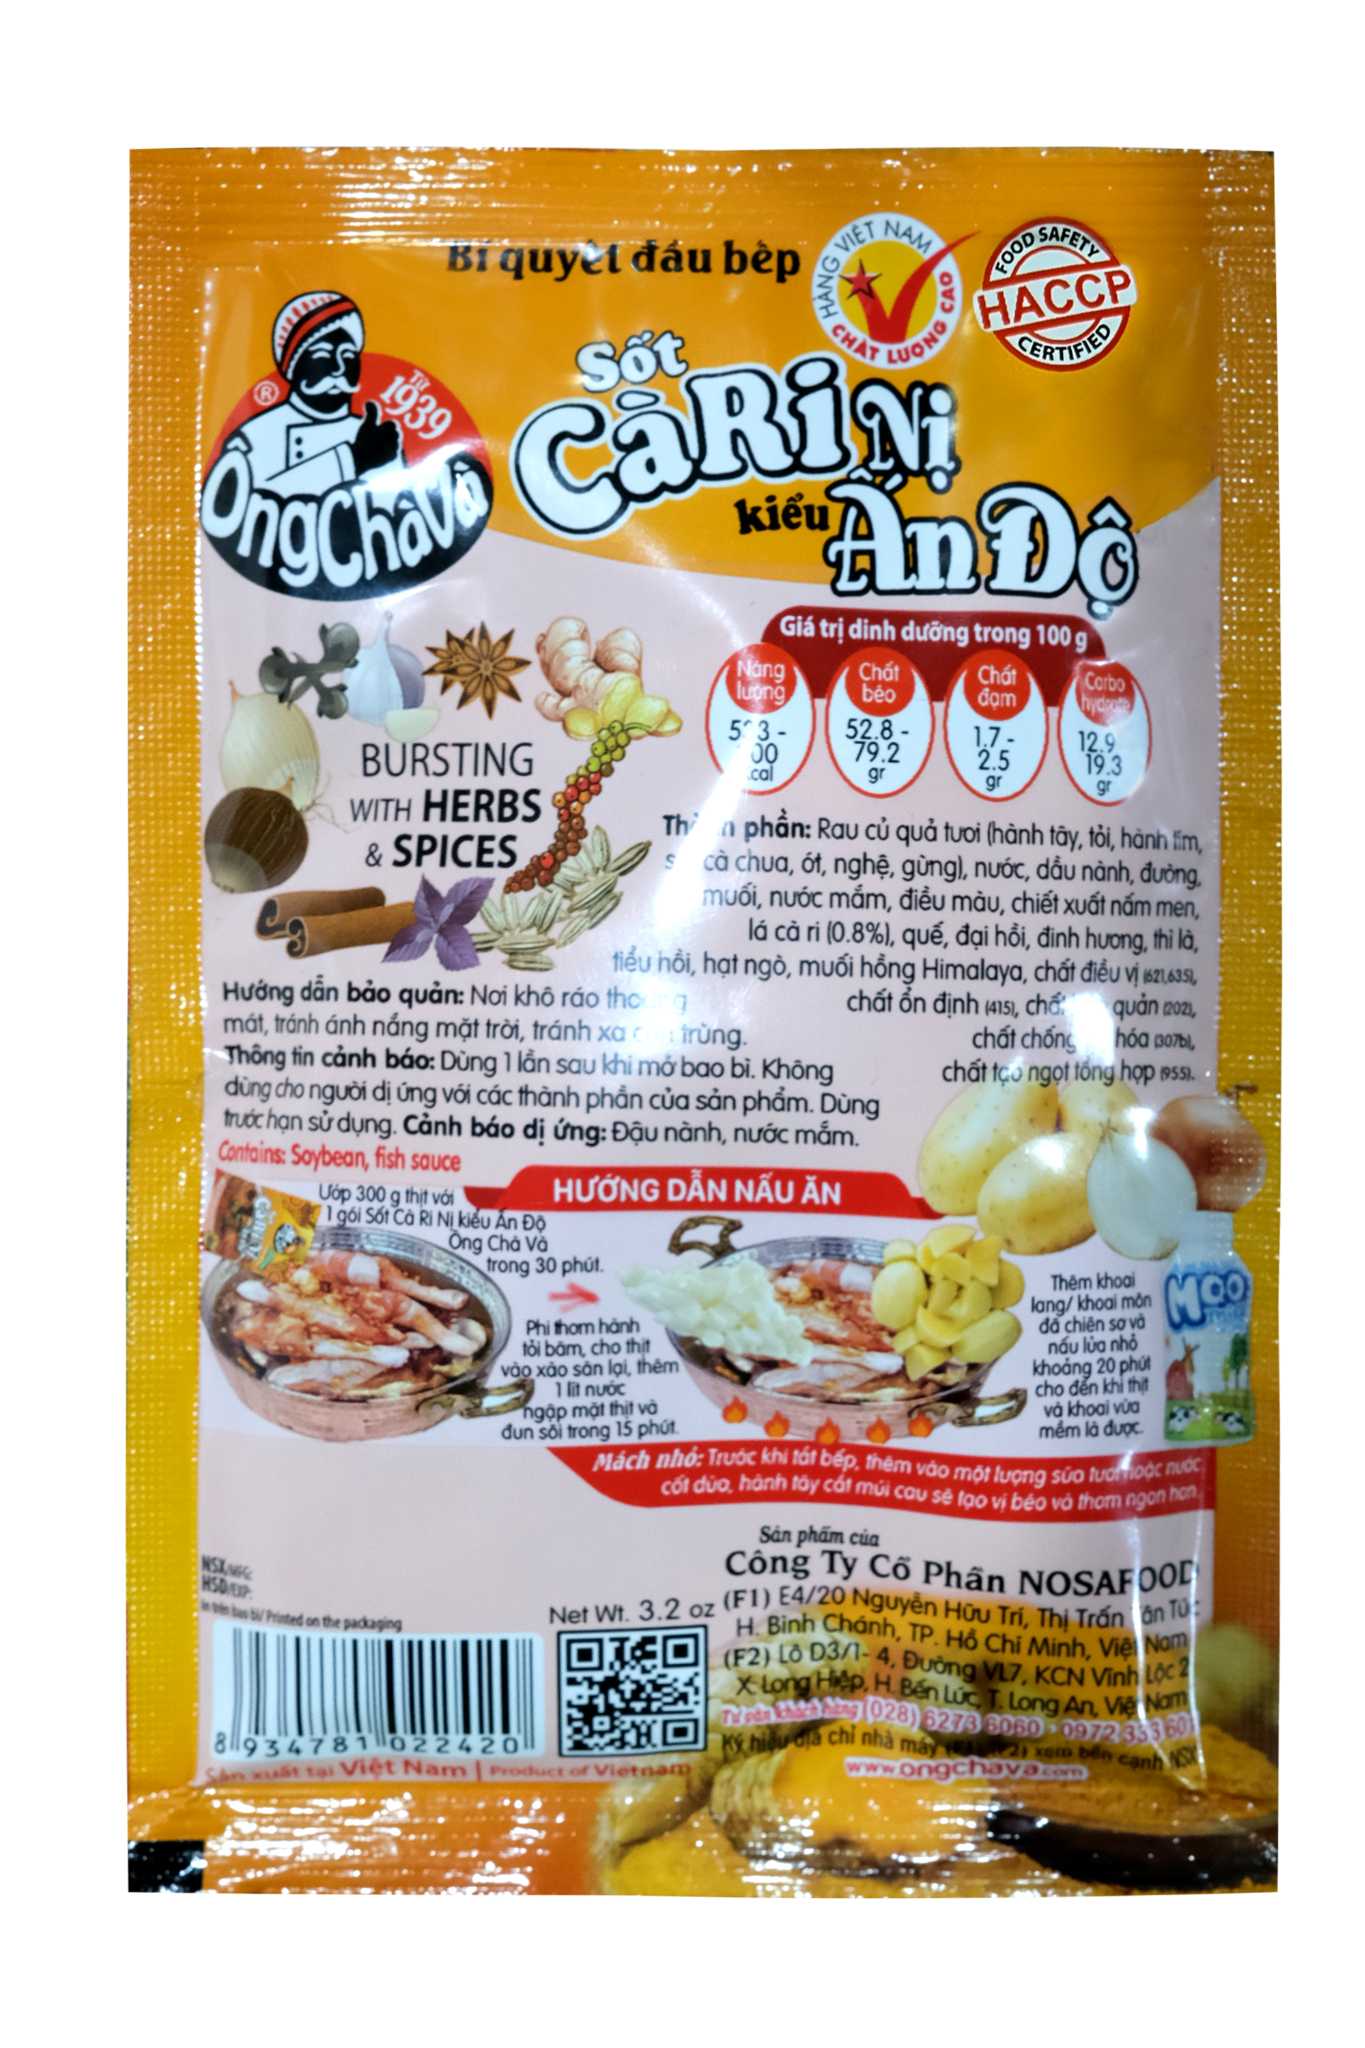 Bí quyết đầu bếp
HÀNG VIỆT NAM
CHẤT LƯỢNG CAO
FOOD SAFETY
HACCP
CERTIFIED
Từ
1939
®
ÔngChàVà
Sốt
CàRi Nị
kiểu Ấn Độ
Giá trị dinh dưỡng trong 100 g
Năng lượng
Chất béo
52.8 - 79.2 gr
Chất đạm
1.7 - 2.5 gr
Carbo hydrate
12.9 19.3 gr
BURSTING
WITH HERBS
& SPICES
phần: Rau củ quả tươi (hành tây, tỏi, hành tím,
cà chua, ớt, nghệ, gừng), nước, dầu nành, đường,
muối, nước mắm, điều màu, chiết xuất nấm men,
lá cà ri (0.8%), quế, đại hồi, đinh hương, thì là,
tiểu hồi, hạt ngò, muối hồng Himalaya, chất điều vị (621,635),
chất ổn định (415), quản (202),
chất chống hóa (307b),
chất tạo ngọt tổng hợp (955).
Hướng dẫn bảo quản: Nơi khô ráo
mát, tránh ánh nắng mặt trời, tránh xa trùng.
Thông tin cảnh báo: Dùng 1 lần sau khi mở bao bì. Không
dùng cho người dị ứng với các thành phần của sản phẩm. Dùng
trước hạn sử dụng. Cảnh báo dị ứng: Đậu nành, nước mắm.
Contains: Soybean, fish sauce
HƯỚNG DẪN NẤU ĂN
Ướp 300 g thịt với
1 gói Sốt Cà Ri Nị kiểu Ấn Độ
Ông Chà Và
trong 30 phút.
Phi thơm hành
tỏi băm, cho thịt
vào xào săn lại, thêm
1 lít nước
ngập mặt thịt và
đun sôi trong 15 phút.
Thêm khoai
lang/ khoai môn
đã chiên sơ và
nấu lửa nhỏ
khoảng 20 phút
cho đến khi thịt
và khoai vừa
mềm là được.
Moo
Mách nhỏ: Trước khi tắt bếp, thêm vào một lượng sữa tươi hoặc nước
cốt dừa, hành tây cắt múi cau sẽ tạo vị béo và thơm ngon hơn.
Sản phẩm của
Công Ty Cổ Phần NOSAFOOD
(F1) E4/20 Nguyễn Hữu Trí, Thị Trấn Tân Túc
H. Bình Chánh, TP. Hồ Chí Minh, Việt Nam
(F2) Lô D3/1- 4, Đường VL7, KCN Vĩnh Lộc 2
X. Long Hiệp, H. Bến Lức, T. Long An, Việt Nam
Tư vấn khách hàng (028) 6273 6060 - 0972 333 601
Ký hiệu địa chỉ nhà máy (F1), (F2) xem bên cạnh NSX
www.ongchava.com
NSX/MFG:
HSD/EXP:
In trên bao bì/ Printed on the packaging
Net Wt. 3.2 oz
8 934781 022420
Sản xuất tại Việt Nam | Product of Vietnam